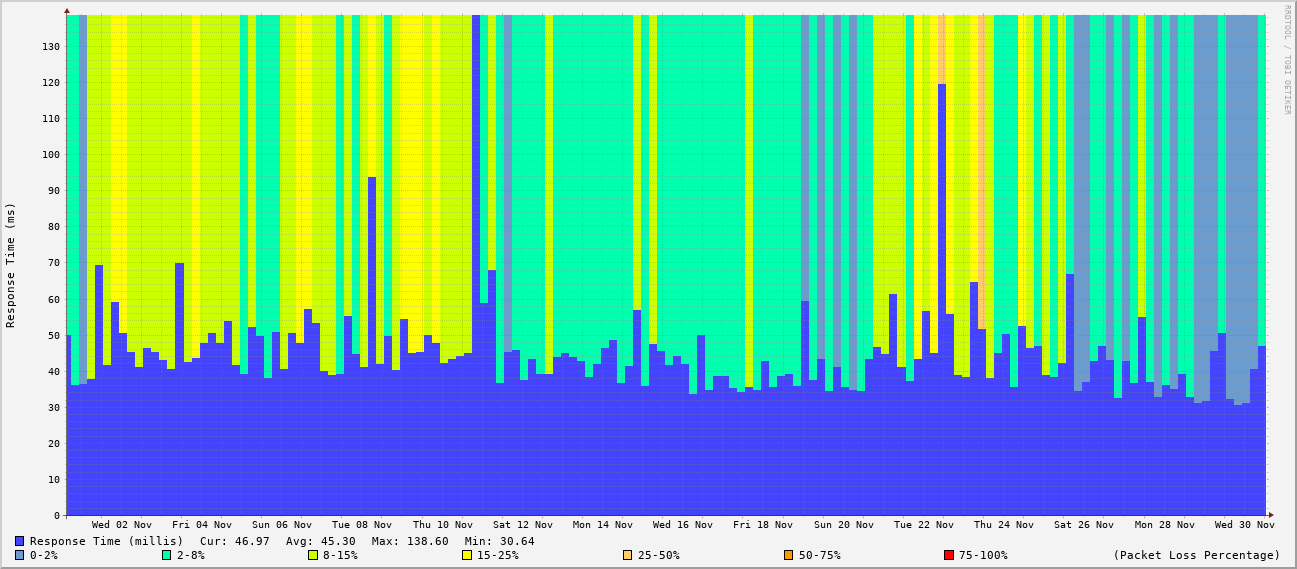 RRDTOOL / TOBI OETIKER
Response Time (ms)
130
120
110
100
90
80
70
60
50
40
30
20
10
0
Wed 02 Nov Fri 04 Nov Sun 06 Nov Tue 08 Nov Thu 10 Nov Sat 12 Nov Mon 14 Nov Wed 16 Nov Fri 18 Nov Sun 20 Nov Tue 22 Nov Thu 24 Nov Sat 26 Nov Mon 28 Nov Wed 30 Nov
Response Time (millis) Cur: 46.97 Avg: 45.30 Max: 138.60 Min: 30.64
0-2% 2-8% 8-15% 15-25% 25-50% 50-75% 75-100% (Packet Loss Percentage)